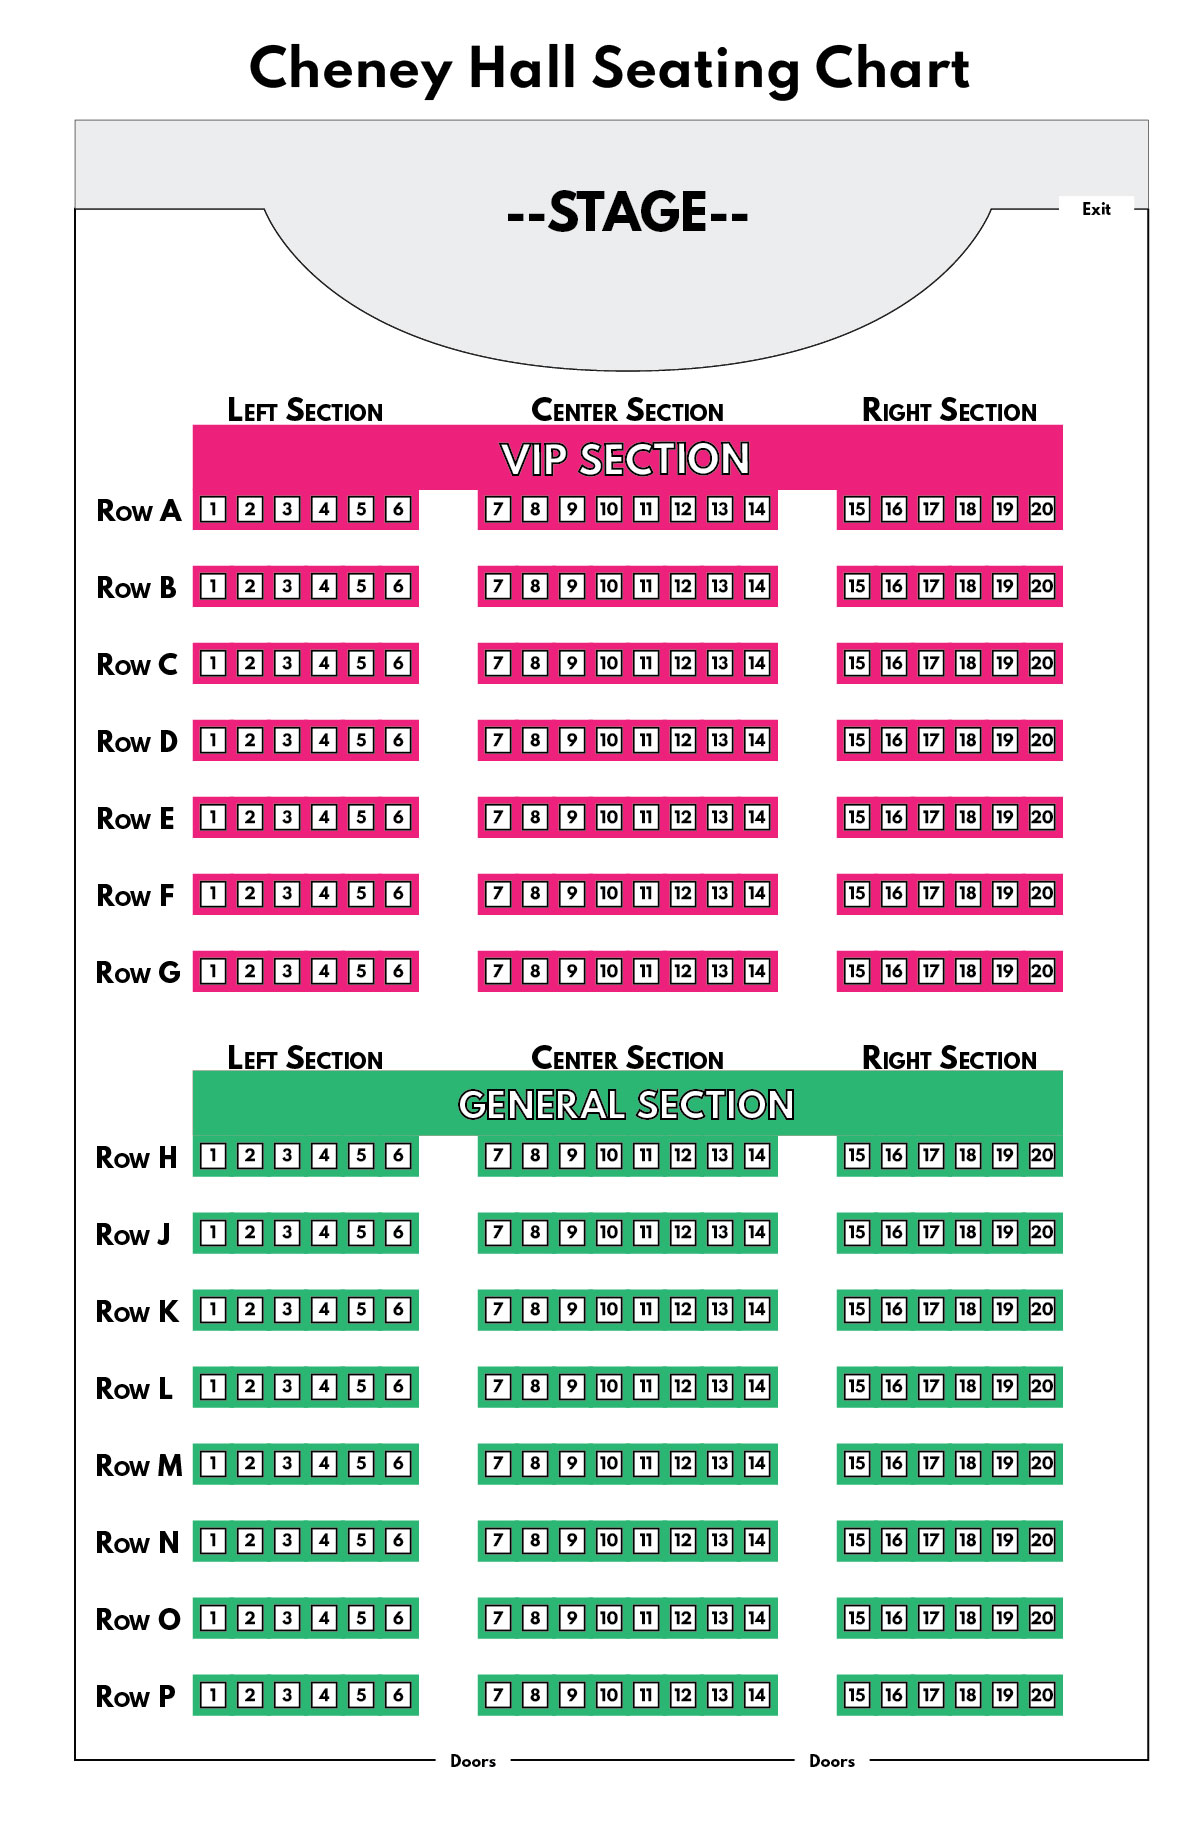 Cheney Hall Seating Chart
--STAGE--
Exit
Left Section Center Section Right Section
VIP SECTION
Row A 1 2 3 4 5 6 7 8 9 10 11 12 13 14 15 16 17 18 19 20
Row B 1 2 3 4 5 6 7 8 9 10 11 12 13 14 15 16 17 18 19 20
Row C 1 2 3 4 5 6 7 8 9 10 11 12 13 14 15 16 17 18 19 20
Row D 1 2 3 4 5 6 7 8 9 10 11 12 13 14 15 16 17 18 19 20
Row E 1 2 3 4 5 6 7 8 9 10 11 12 13 14 15 16 17 18 19 20
Row F 1 2 3 4 5 6 7 8 9 10 11 12 13 14 15 16 17 18 19 20
Row G 1 2 3 4 5 6 7 8 9 10 11 12 13 14 15 16 17 18 19 20
Left Section Center Section Right Section
GENERAL SECTION
Row H 1 2 3 4 5 6 7 8 9 10 11 12 13 14 15 16 17 18 19 20
Row J 1 2 3 4 5 6 7 8 9 10 11 12 13 14 15 16 17 18 19 20
Row K 1 2 3 4 5 6 7 8 9 10 11 12 13 14 15 16 17 18 19 20
Row L 1 2 3 4 5 6 7 8 9 10 11 12 13 14 15 16 17 18 19 20
Row M 1 2 3 4 5 6 7 8 9 10 11 12 13 14 15 16 17 18 19 20
Row N 1 2 3 4 5 6 7 8 9 10 11 12 13 14 15 16 17 18 19 20
Row O 1 2 3 4 5 6 7 8 9 10 11 12 13 14 15 16 17 18 19 20
Row P 1 2 3 4 5 6 7 8 9 10 11 12 13 14 15 16 17 18 19 20
Doors Doors